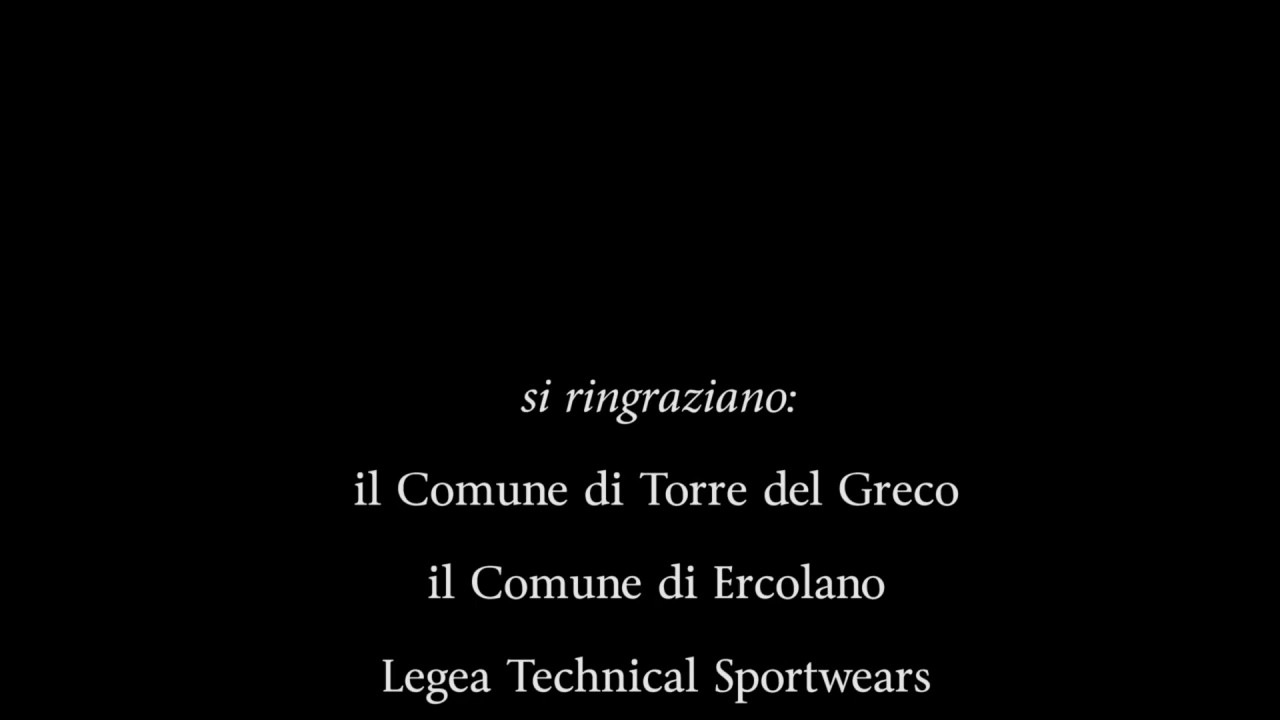 si ringraziano:
il Comune di Torre del Greco
il Comune di Ercolano
Legea Technical Sportwears